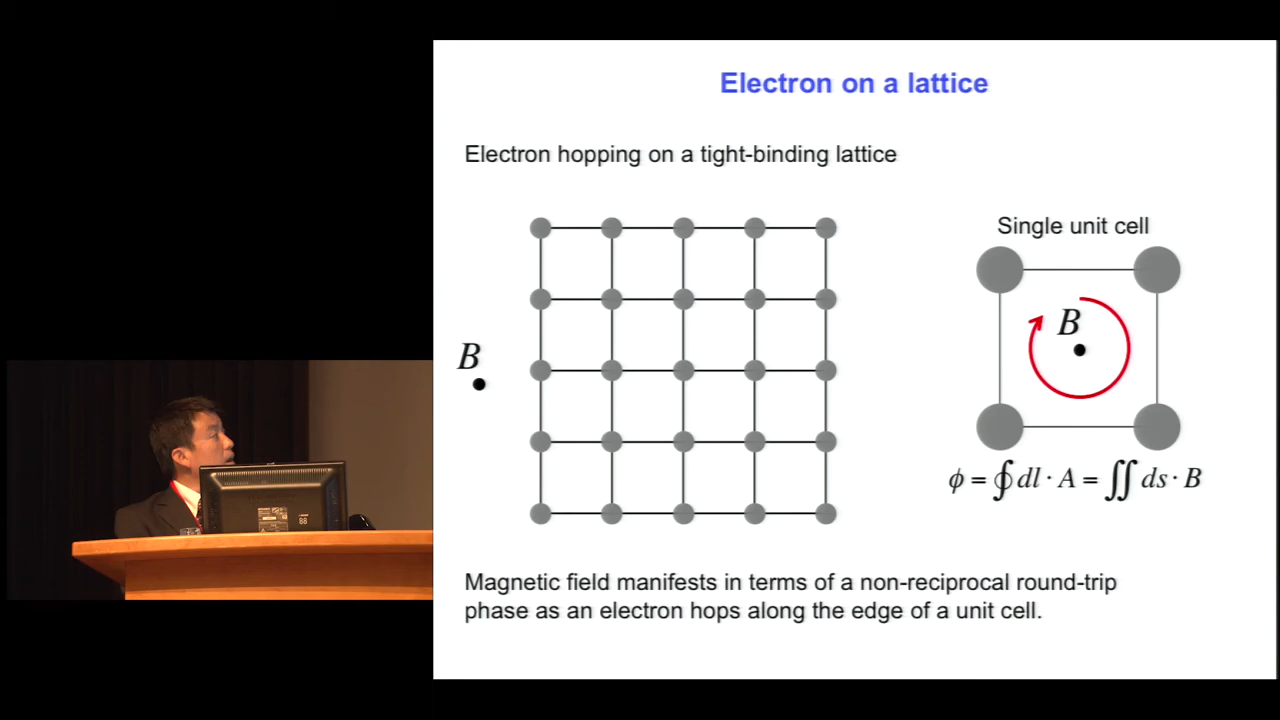 Electron on a lattice
Electron hopping on a tight-binding lattice
Single unit cell
B
B
ϕ = ∮ dl · A = ∬ ds · B
Magnetic field manifests in terms of a non-reciprocal round-trip
phase as an electron hops along the edge of a unit cell.